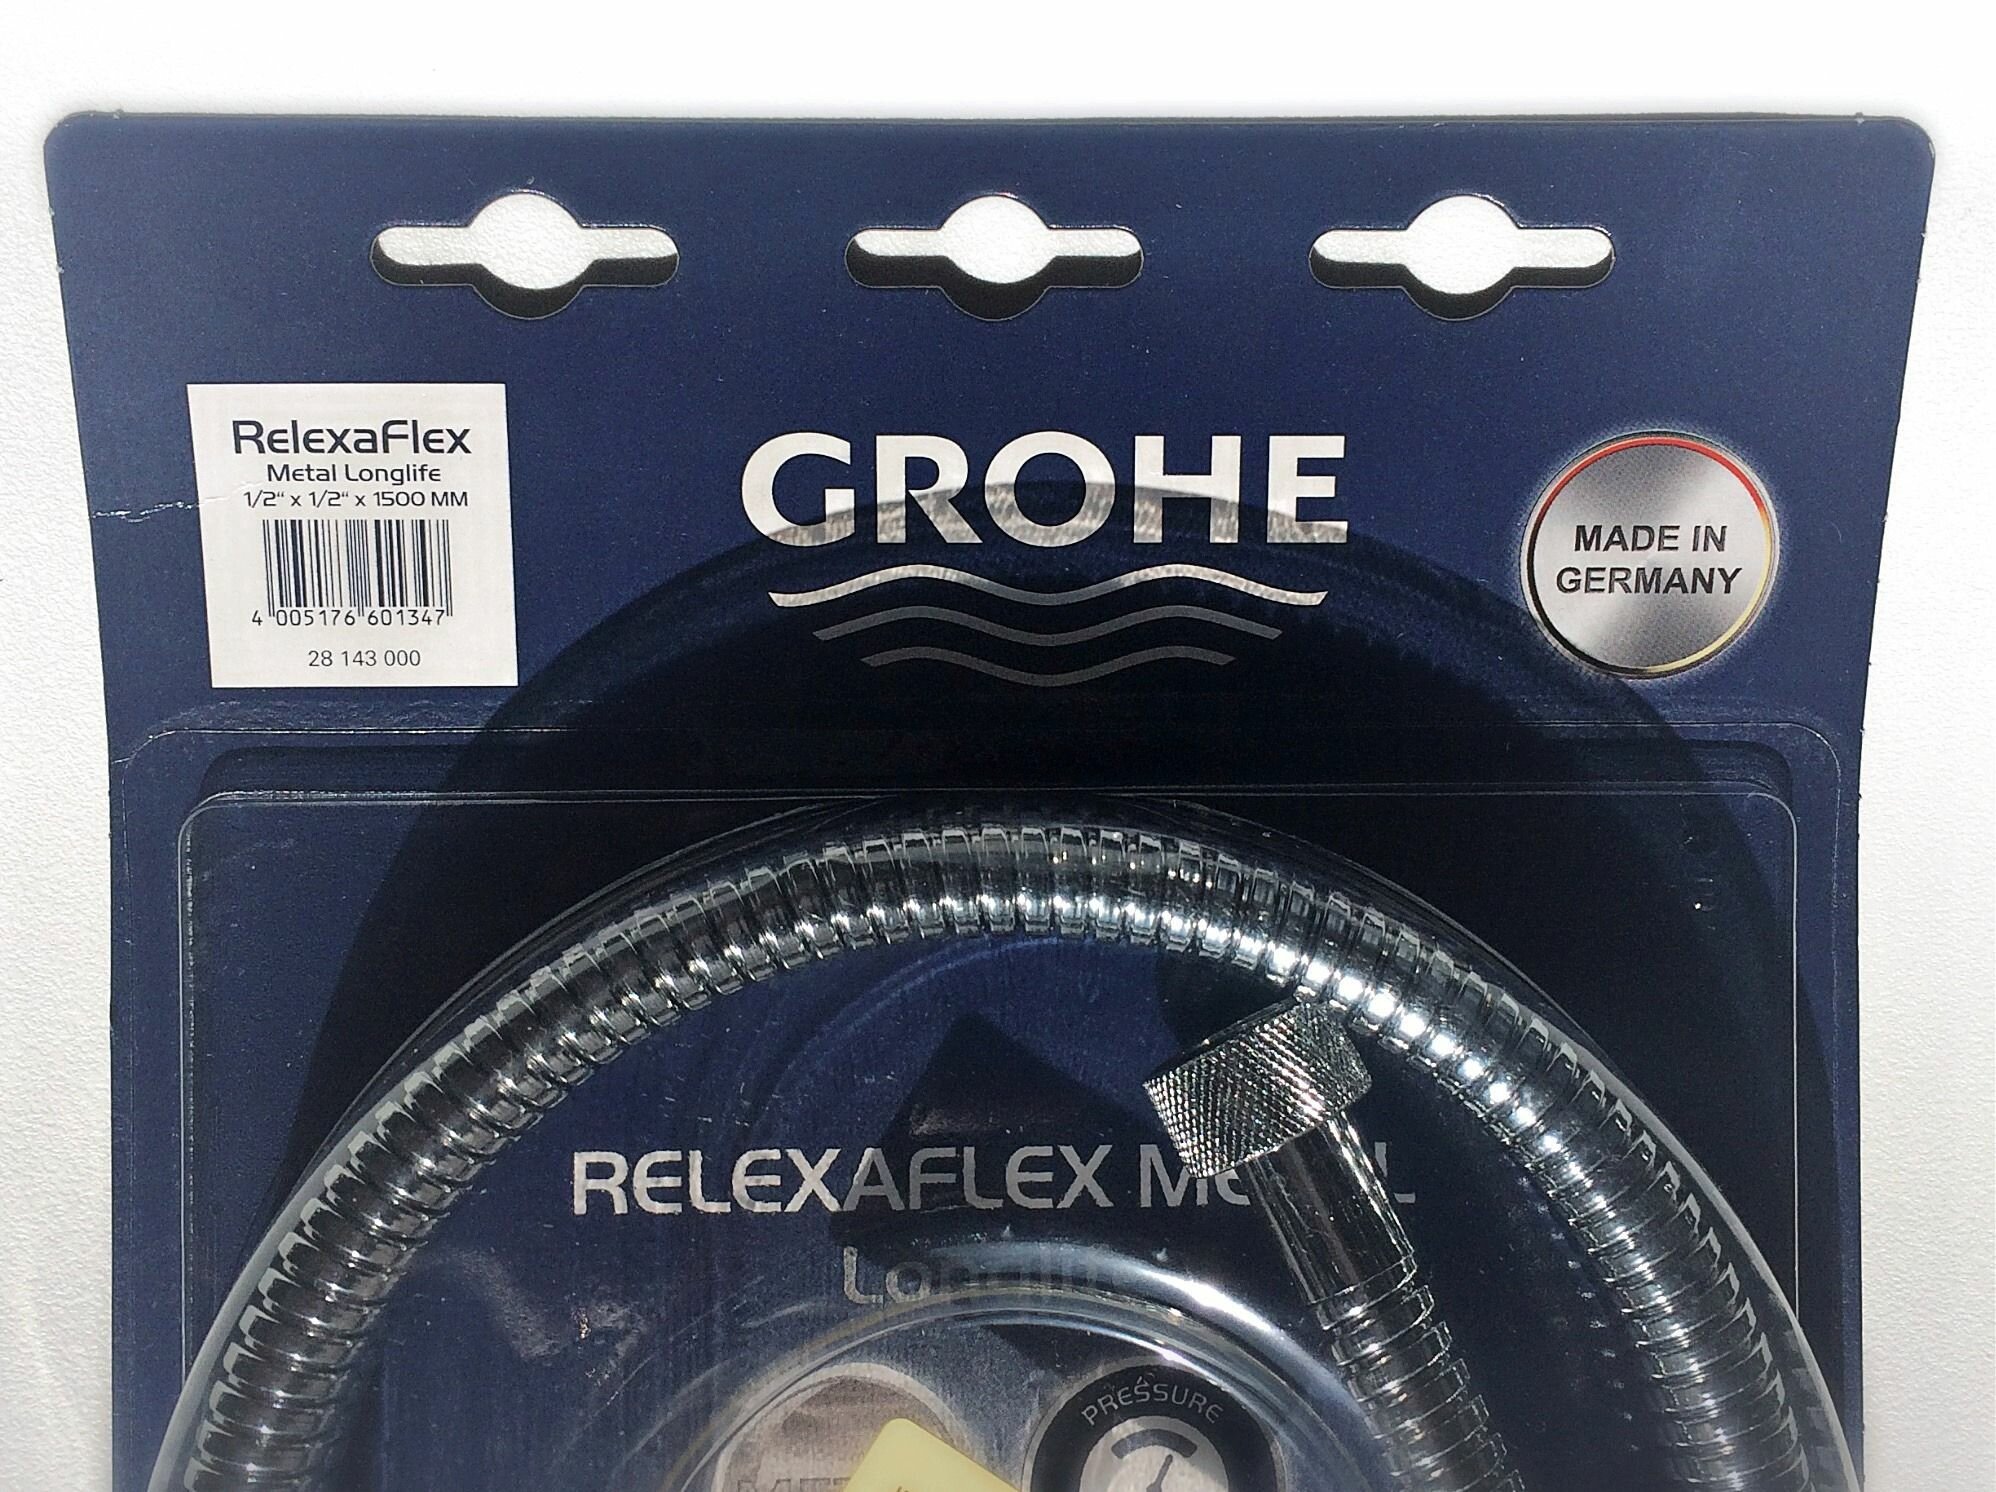 RelexaFlex
Metal Longlife
1/2“ x 1/2“ x 1500 MM
4 005176 601347
28 143 000
GROHE
MADE IN
GERMANY
RELEXAFLEX
Longlife
PRESSURE